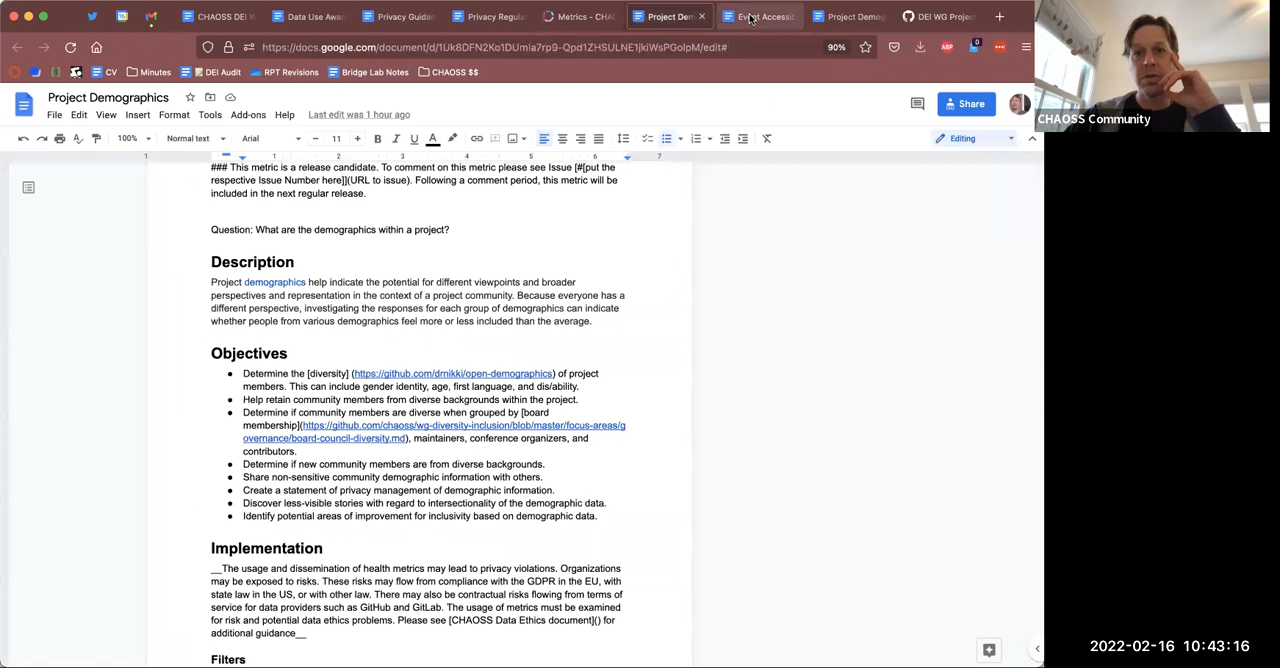 CHAOSS DEI W
Data Use Awar
Privacy Guidan
Privacy Regula
Metrics - CHA
Project Dem
Event Accessib
Project Demog
DEI WG Project
https://docs.google.com/document/d/1Uk8DFN2Ko1DUmla7rp9-Qpd1ZHSULNE1jkiWsPGolpM/edit#
90%
ABP
0
CV
Minutes
DEI Audit
RPT Revisions
Bridge Lab Notes
CHAOSS $$
Project Demographics
File Edit View Insert Format Tools Add-ons Help Last edit was 1 hour ago
Share
100% Normal text Arial 11 B I U A Editing
1 1 2 3 4 5 6 7
### This metric is a release candidate. To comment on this metric please see Issue [#[put the
respective Issue Number here]](URL to issue). Following a comment period, this metric will be
included in the next regular release.
Question: What are the demographics within a project?
Description
Project demographics help indicate the potential for different viewpoints and broader
perspectives and representation in the context of a project community. Because everyone has a
different perspective, investigating the responses for each group of demographics can indicate
whether people from various demographics feel more or less included than the average.
Objectives
● Determine the [diversity] (https://github.com/drnikki/open-demographics) of project
members. This can include gender identity, age, first language, and dis/ability.
● Help retain community members from diverse backgrounds within the project.
● Determine if community members are diverse when grouped by [board
membership](https://github.com/chaoss/wg-diversity-inclusion/blob/master/focus-areas/g
overnance/board-council-diversity.md), maintainers, conference organizers, and
contributors.
● Determine if new community members are from diverse backgrounds.
● Share non-sensitive community demographic information with others.
● Create a statement of privacy management of demographic information.
● Discover less-visible stories with regard to intersectionality of the demographic data.
● Identify potential areas of improvement for inclusivity based on demographic data.
Implementation
__The usage and dissemination of health metrics may lead to privacy violations. Organizations
may be exposed to risks. These risks may flow from compliance with the GDPR in the EU, with
state law in the US, or with other law. There may also be contractual risks flowing from terms of
service for data providers such as GitHub and GitLab. The usage of metrics must be examined
for risk and potential data ethics problems. Please see [CHAOSS Data Ethics document]() for
additional guidance__
Filters
CHAOSS Community
2022-02-16 10:43:16